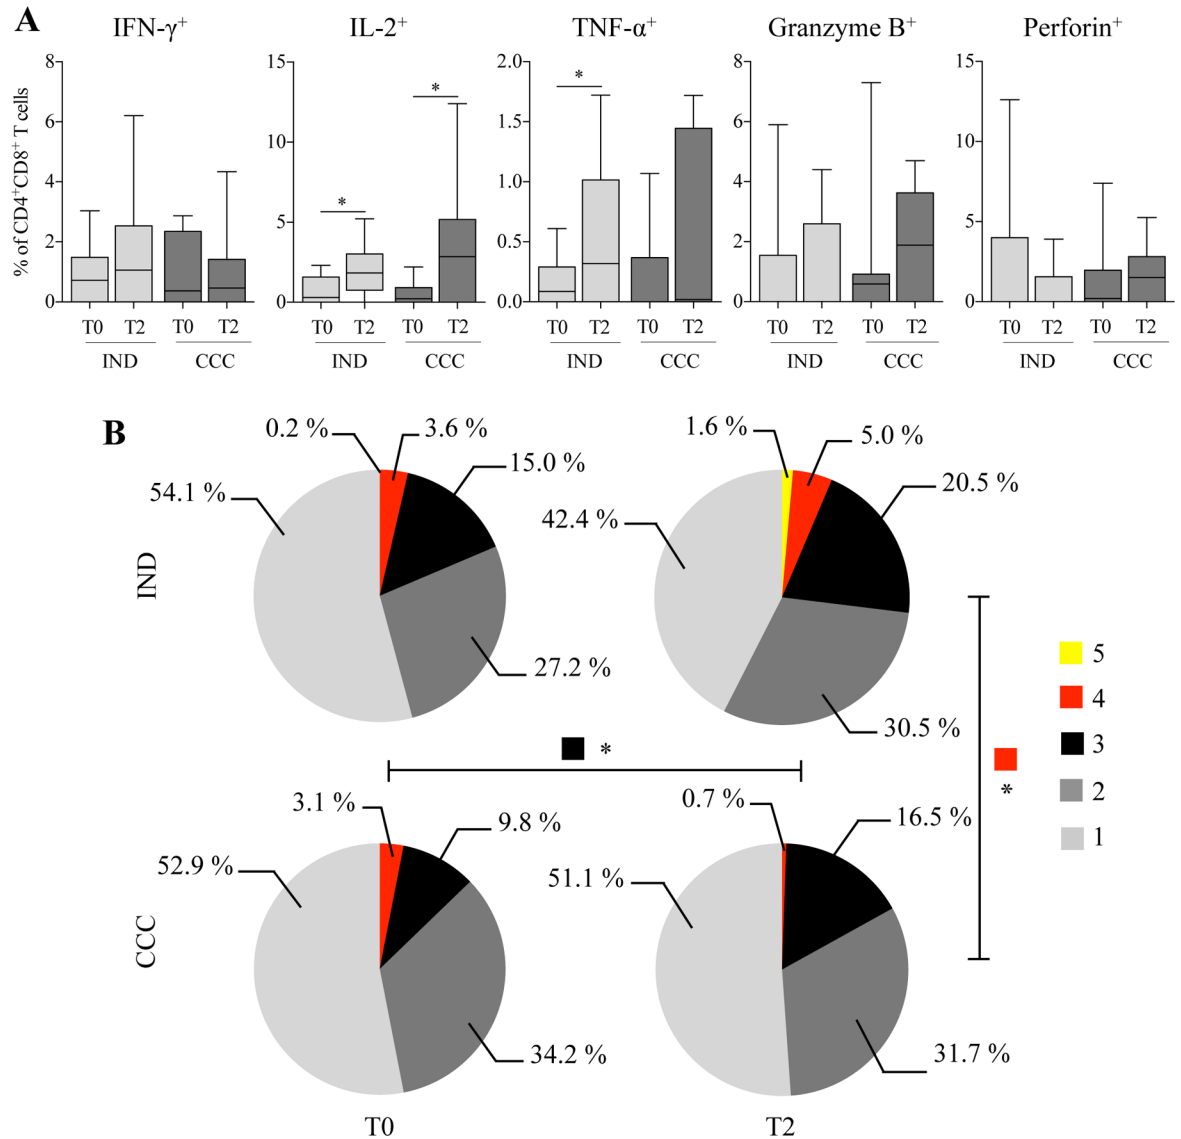 A
IFN-γ+ IL-2+ TNF-α+ Granzyme B+ Perforin+
% of CD4+CD8+ T cells
8 6 4 2 0
T0 T2 T0 T2
IND CCC
15 10 5 0
* *
T0 T2 T0 T2
IND CCC
2.0 1.5 1.0 0.5 0.0
*
T0 T2 T0 T2
IND CCC
8 6 4 2 0
T0 T2 T0 T2
IND CCC
15 10 5 0
T0 T2 T0 T2
IND CCC
B
IND
0.2 % 3.6 %
15.0 %
54.1 %
27.2 %
1.6 % 5.0 %
20.5 %
42.4 %
30.5 %
*
*
5
4
3
2
1
CCC
3.1 %
9.8 %
52.9 %
34.2 %
0.7 %
16.5 %
51.1 %
31.7 %
T0 T2